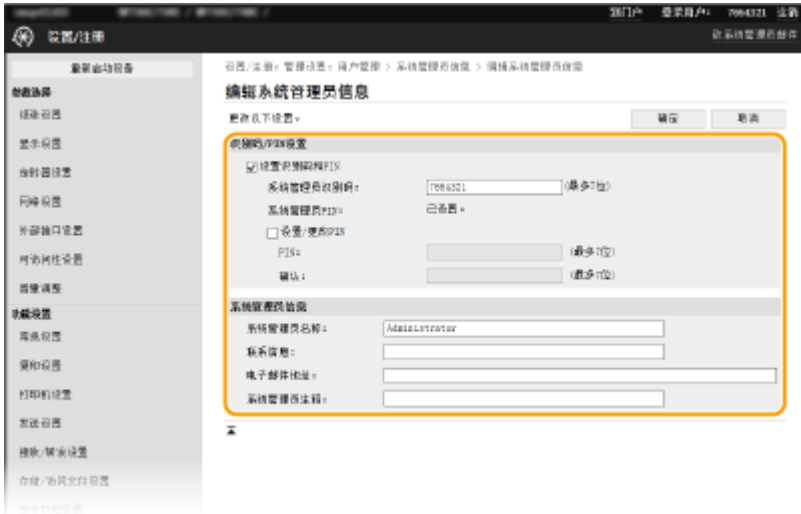 到门户 登录用户: 7654321 注销
设置/注册
致系统管理员邮件
重新启动设备
设置/注册: 管理设置: 用户管理 > 系统管理员信息 > 编辑系统管理员信息
参数选择
编辑系统管理员信息
纸张设置
更改以下设置。
确定 取消
显示设置
识别码/PIN设置
设置识别码和PIN
定时器设置
系统管理员识别码: 7654321 (最多7位)
网络设置
系统管理员PIN: 已设置。
外部接口设置
设置/更改PIN
可访问性设置
PIN: (最多7位)
音量调整
确认: (最多7位)
功能设置
系统管理员信息
常规设置
系统管理员名称: Administrator
复印设置
联系信息:
打印机设置
电子邮件地址:
发送设置
系统管理员注释:
接收/转发设置
存储/访问文件设置